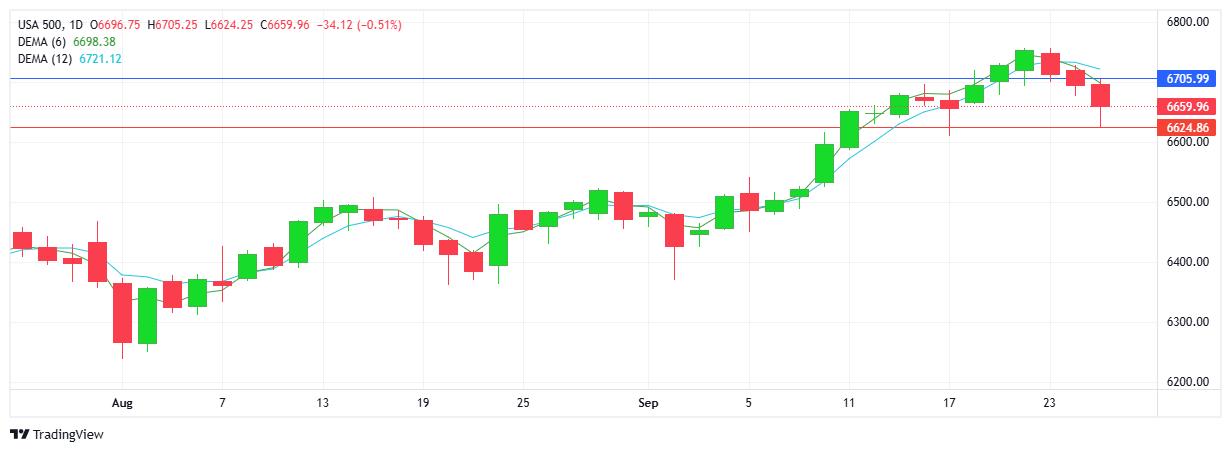 USA 500, 1D O6696.75 H6705.25 L6624.25 C6659.96 −34.12 (−0.51%)
DEMA (6) 6698.38
DEMA (12) 6721.12
6800.00
6705.99
6659.96
6624.86
6600.00
6500.00
6400.00
6300.00
6200.00
Aug 7 13 19 25 Sep 5 11 17 23
TradingView